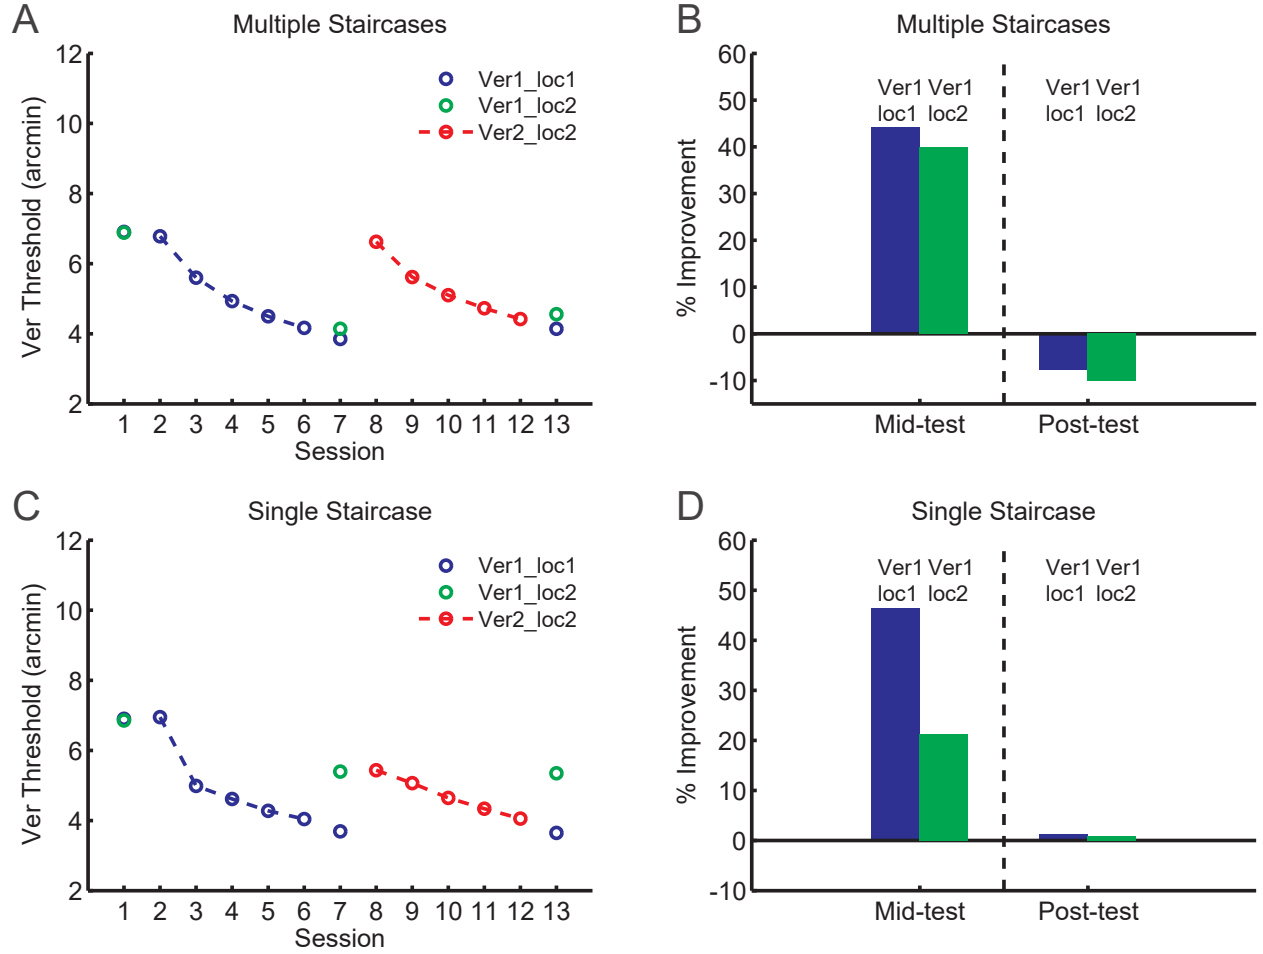 A
Multiple Staircases
12
10
8
6
4
2
Ver Threshold (arcmin)
Ver1_loc1
Ver1_loc2
Ver2_loc2
1 2 3 4 5 6 7 8 9 10 11 12 13
Session
B
Multiple Staircases
60
50
40
30
20
10
0
-10
% Improvement
Ver1 Ver1
loc1 loc2
Ver1 Ver1
loc1 loc2
Mid-test
Post-test
C
Single Staircase
12
10
8
6
4
2
Ver Threshold (arcmin)
Ver1_loc1
Ver1_loc2
Ver2_loc2
1 2 3 4 5 6 7 8 9 10 11 12 13
Session
D
Single Staircase
60
50
40
30
20
10
0
-10
% Improvement
Ver1 Ver1
loc1 loc2
Ver1 Ver1
loc1 loc2
Mid-test
Post-test